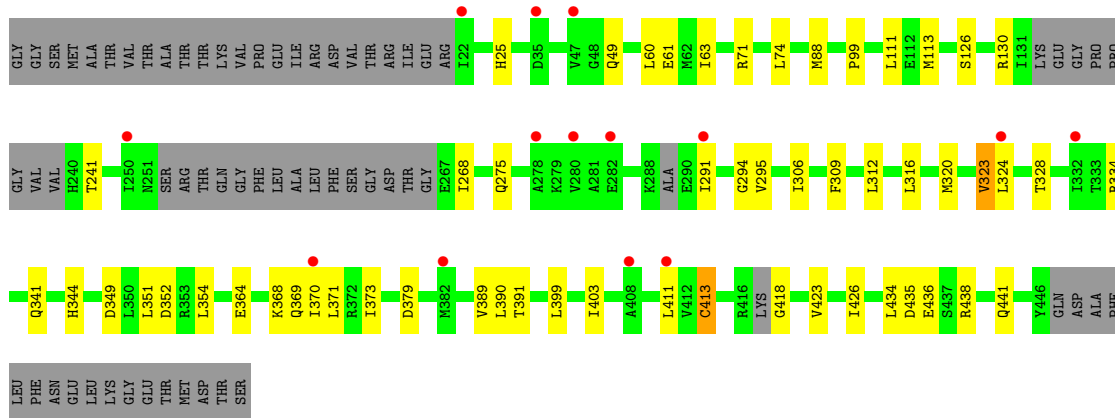 GLY GLY SER MET ALA THR VAL THR ALA THR THR LYS VAL PRO GLU ILE ARG ASP VAL THR ARG ILE GLU ARG I22 H25 D35 V47 G48 Q49 L60 E61 M62 I63 R71 L74 M88 P99 L111 E112 M113 S126 R130 I131 LYS GLU GLY PRO PRO
GLY VAL VAL H240 T241 I250 N251 SER ARG THR GLN GLY PHE LEU ALA LEU PHE SER GLY ASP THR GLY E267 I268 Q275 A278 K279 V280 A281 E282 K288 ALA E290 I291 G294 V295 I306 F309 L312 L316 M320 V323 L324 T328 I332 T333
Q341 H344 D349 L350 L351 D352 R353 L354 E364 K368 Q369 I370 L371 R372 I373 D379 M382 V389 L390 T391 L399 I403 A408 L411 V412 C413 R416 LYS G418 V423 I426 L434 D435 E436 S437 R438 Q441 Y446 GLN ASP ALA PHE
LEU PHE ASN GLU LEU LYS GLY GLU THR MET ASP THR SER